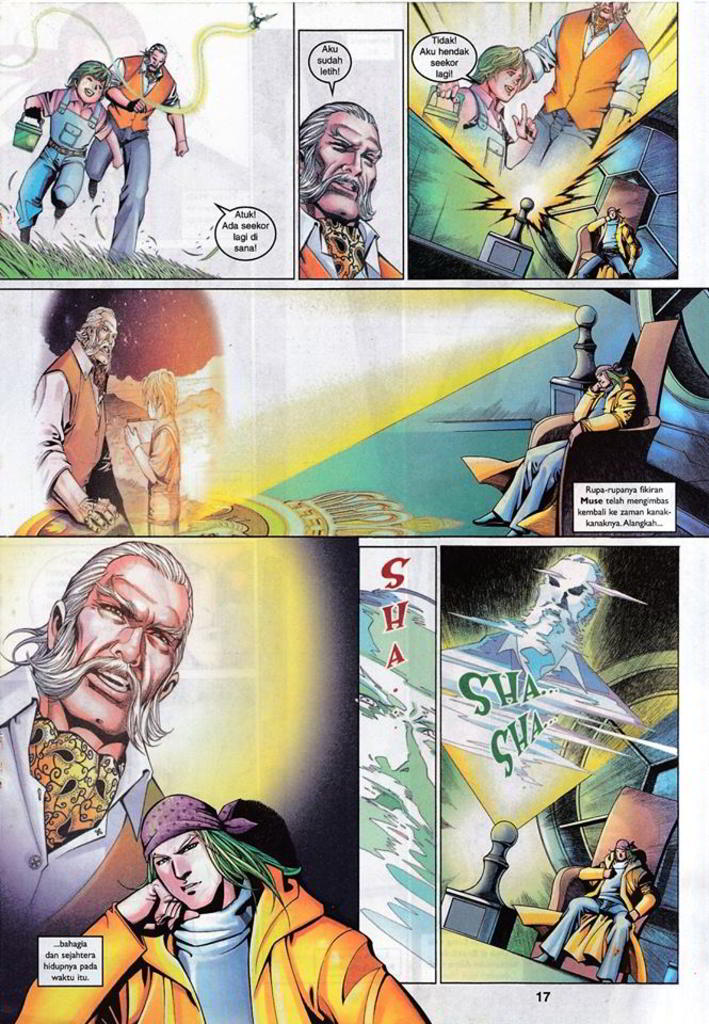 Atuk!
Ada seekor
lagi di
sana!
Aku
sudah
letih!
Tidak!
Aku hendak
seekor
lagi!
Rupa-rupanya fikiran
Muse telah mengimbas
kembali ke zaman kanak-
kanaknya. Alangkah...
...bahagia
dan sejahtera
hidupnya pada
waktu itu.
SHA.
SHA...
SHA...
17